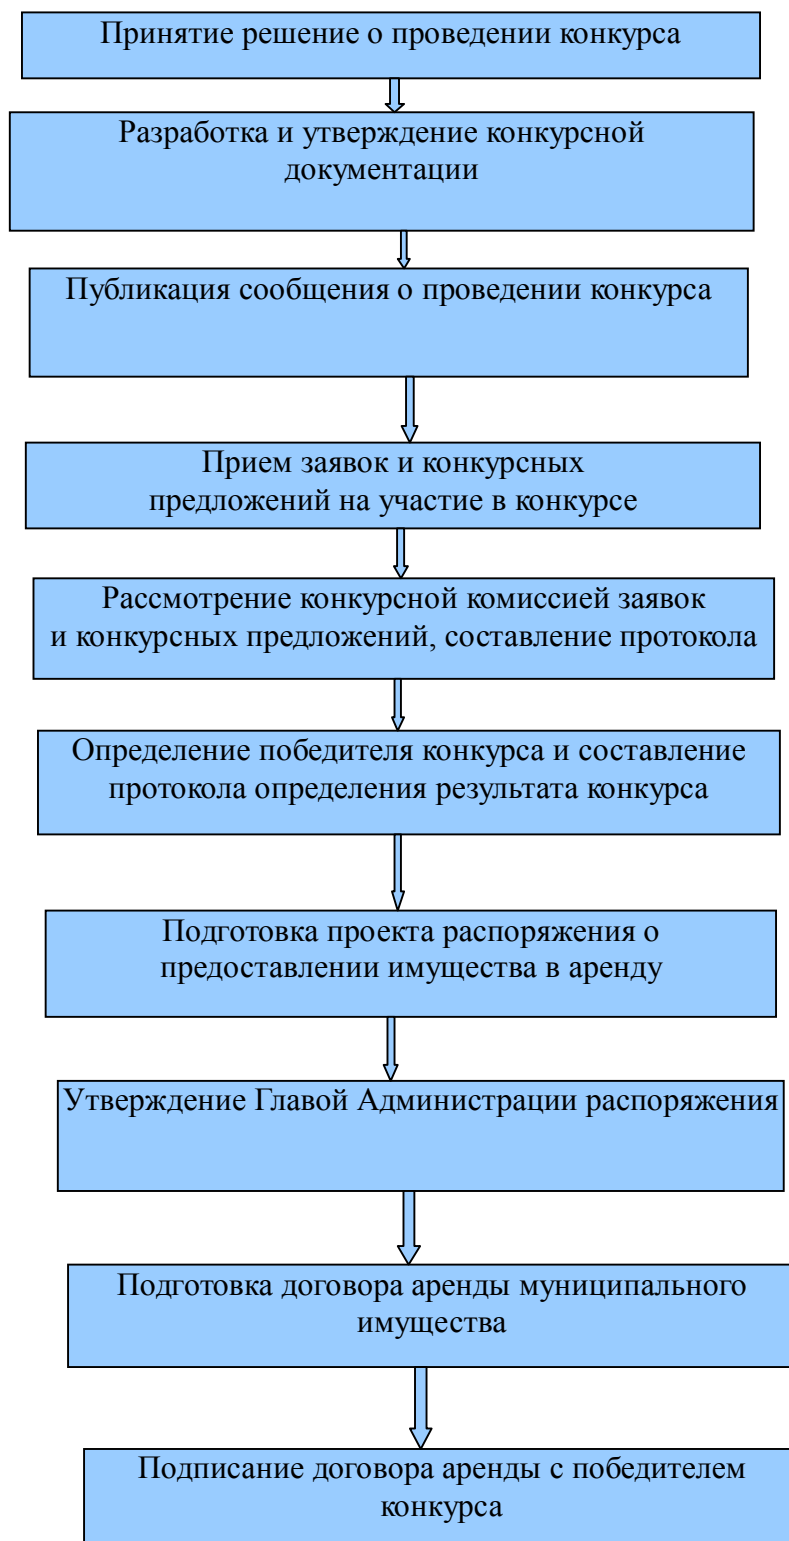 Принятие решение о проведении конкурса
Разработка и утверждение конкурсной
документации
Публикация сообщения о проведении конкурса
Прием заявок и конкурсных
предложений на участие в конкурсе
Рассмотрение конкурсной комиссией заявок
и конкурсных предложений, составление протокола
Определение победителя конкурса и составление
протокола определения результата конкурса
Подготовка проекта распоряжения о
предоставлении имущества в аренду
Утверждение Главой Администрации распоряжения
Подготовка договора аренды муниципального
имущества
Подписание договора аренды с победителем
конкурса